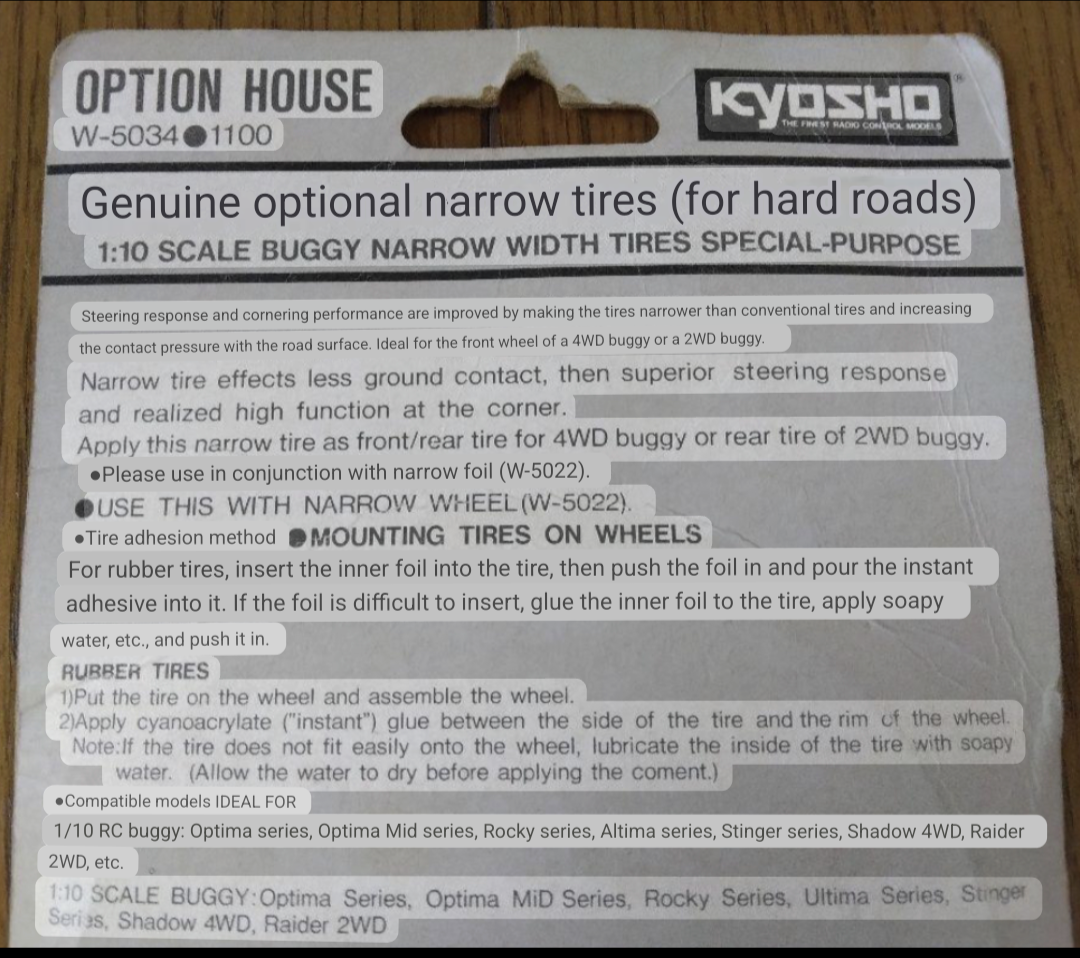 OPTION HOUSE
W-5034●1100
KYOSHO
THE FINEST RADIO CONTROL MODELS
Genuine optional narrow tires (for hard roads)
1:10 SCALE BUGGY NARROW WIDTH TIRES SPECIAL-PURPOSE
Steering response and cornering performance are improved by making the tires narrower than conventional tires and increasing
the contact pressure with the road surface. Ideal for the front wheel of a 4WD buggy or a 2WD buggy.
Narrow tire effects less ground contact, then superior steering response
and realized high function at the corner.
Apply this narrow tire as front/rear tire for 4WD buggy or rear tire of 2WD buggy.
●Please use in conjunction with narrow foil (W-5022).
●USE THIS WITH NARROW WHEEL(W-5022).
●Tire adhesion method ●MOUNTING TIRES ON WHEELS
For rubber tires, insert the inner foil into the tire, then push the foil in and pour the instant
adhesive into it. If the foil is difficult to insert, glue the inner foil to the tire, apply soapy
water, etc., and push it in.
RUBBER TIRES
1)Put the tire on the wheel and assemble the wheel.
2)Apply cyanoacrylate ("instant") glue between the side of the tire and the rim of the wheel.
Note:If the tire does not fit easily onto the wheel, lubricate the inside of the tire with soapy
water. (Allow the water to dry before applying the coment.)
●Compatible models IDEAL FOR
1/10 RC buggy: Optima series, Optima Mid series, Rocky series, Altima series, Stinger series, Shadow 4WD, Raider
2WD, etc.
1:10 SCALE BUGGY:Optima Series, Optima MiD Series, Rocky Series, Ultima Series, Stinger
Series, Shadow 4WD, Raider 2WD